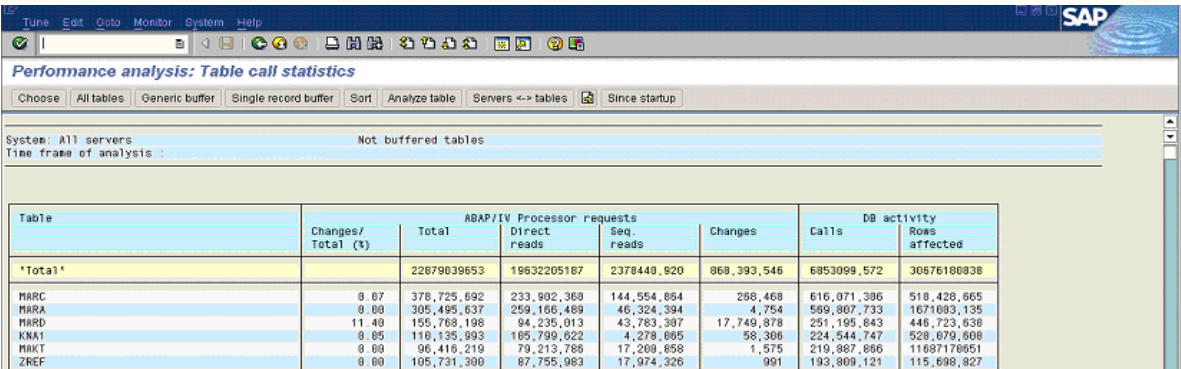 Tune Edit Goto Monitor System Help
SAP
Performance analysis: Table call statistics
Choose All tables Generic buffer Single record buffer Sort Analyze table Servers <-> tables Since startup
System: All servers Not buffered tables
Time frame of analysis :
Table ABAP/IV Processor requests DB activity
Changes/ Total Direct Seq. Changes Calls Rows
Total (%) reads reads affected
*Total* 22879039653 19632205187 2378440,920 868,393,546 6853099,572 30676180838
MARC 0.07 378,725,692 233,902,360 144,554,864 268,468 616,071,306 510,428,665
MARA 0.00 305,495,637 259,166,489 46,324,394 4,754 569,807,733 1671003,135
MARD 11.40 155,768,198 94,235,013 43,783,307 17,749,878 251,195,843 446,723,630
KNA1 0.05 110,135,993 105,799,622 4,278,065 58,306 224,544,747 528,079,600
MAKT 0.00 96,416,219 79,213,786 17,200,858 1,575 219,887,866 11687170651
ZREF 0.00 105,731,300 87,755,983 17,974,326 991 193,809,121 115,698,827